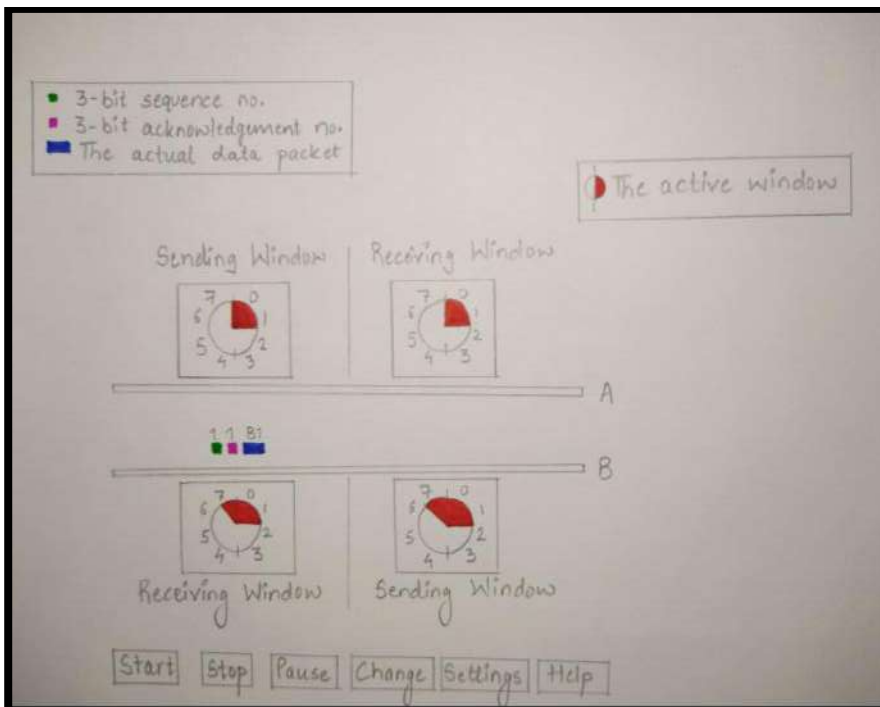 3-bit sequence no.
3-bit acknowledgement no.
The actual data packet
The active window
Sending Window
Receiving Window
7 0
6 1
5 2
4 3
7 0
6 1
5 2
4 3
A
1 1 B1
B
7 0
6 1
5 2
4 3
7 0
6 1
5 2
4 3
Receiving Window
Sending Window
Start Stop Pause Change Settings Help